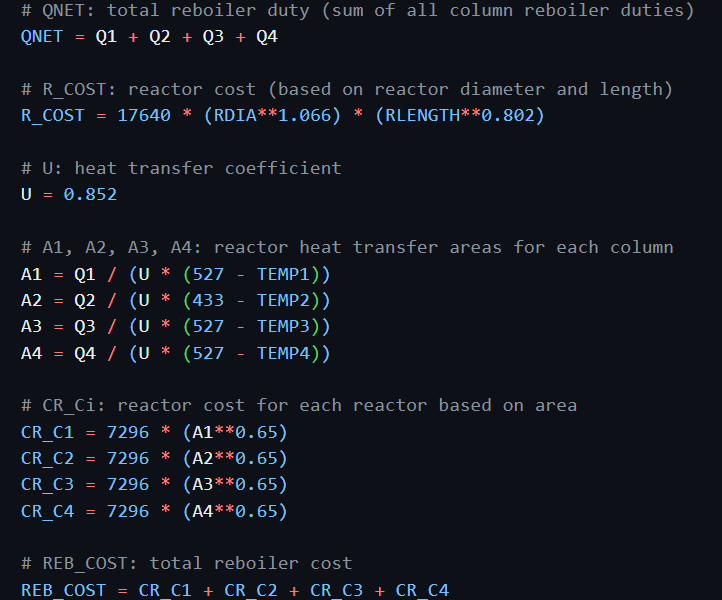 # QNET: total reboiler duty (sum of all column reboiler duties)
QNET = Q1 + Q2 + Q3 + Q4
# R_COST: reactor cost (based on reactor diameter and length)
R_COST = 17640 * (RDIA**1.066) * (RLENGTH**0.802)
# U: heat transfer coefficient
U = 0.852
# A1, A2, A3, A4: reactor heat transfer areas for each column
A1 = Q1 / (U * (527 - TEMP1))
A2 = Q2 / (U * (433 - TEMP2))
A3 = Q3 / (U * (527 - TEMP3))
A4 = Q4 / (U * (527 - TEMP4))
# CR_Ci: reactor cost for each reactor based on area
CR_C1 = 7296 * (A1**0.65)
CR_C2 = 7296 * (A2**0.65)
CR_C3 = 7296 * (A3**0.65)
CR_C4 = 7296 * (A4**0.65)
# REB_COST: total reboiler cost
REB_COST = CR_C1 + CR_C2 + CR_C3 + CR_C4